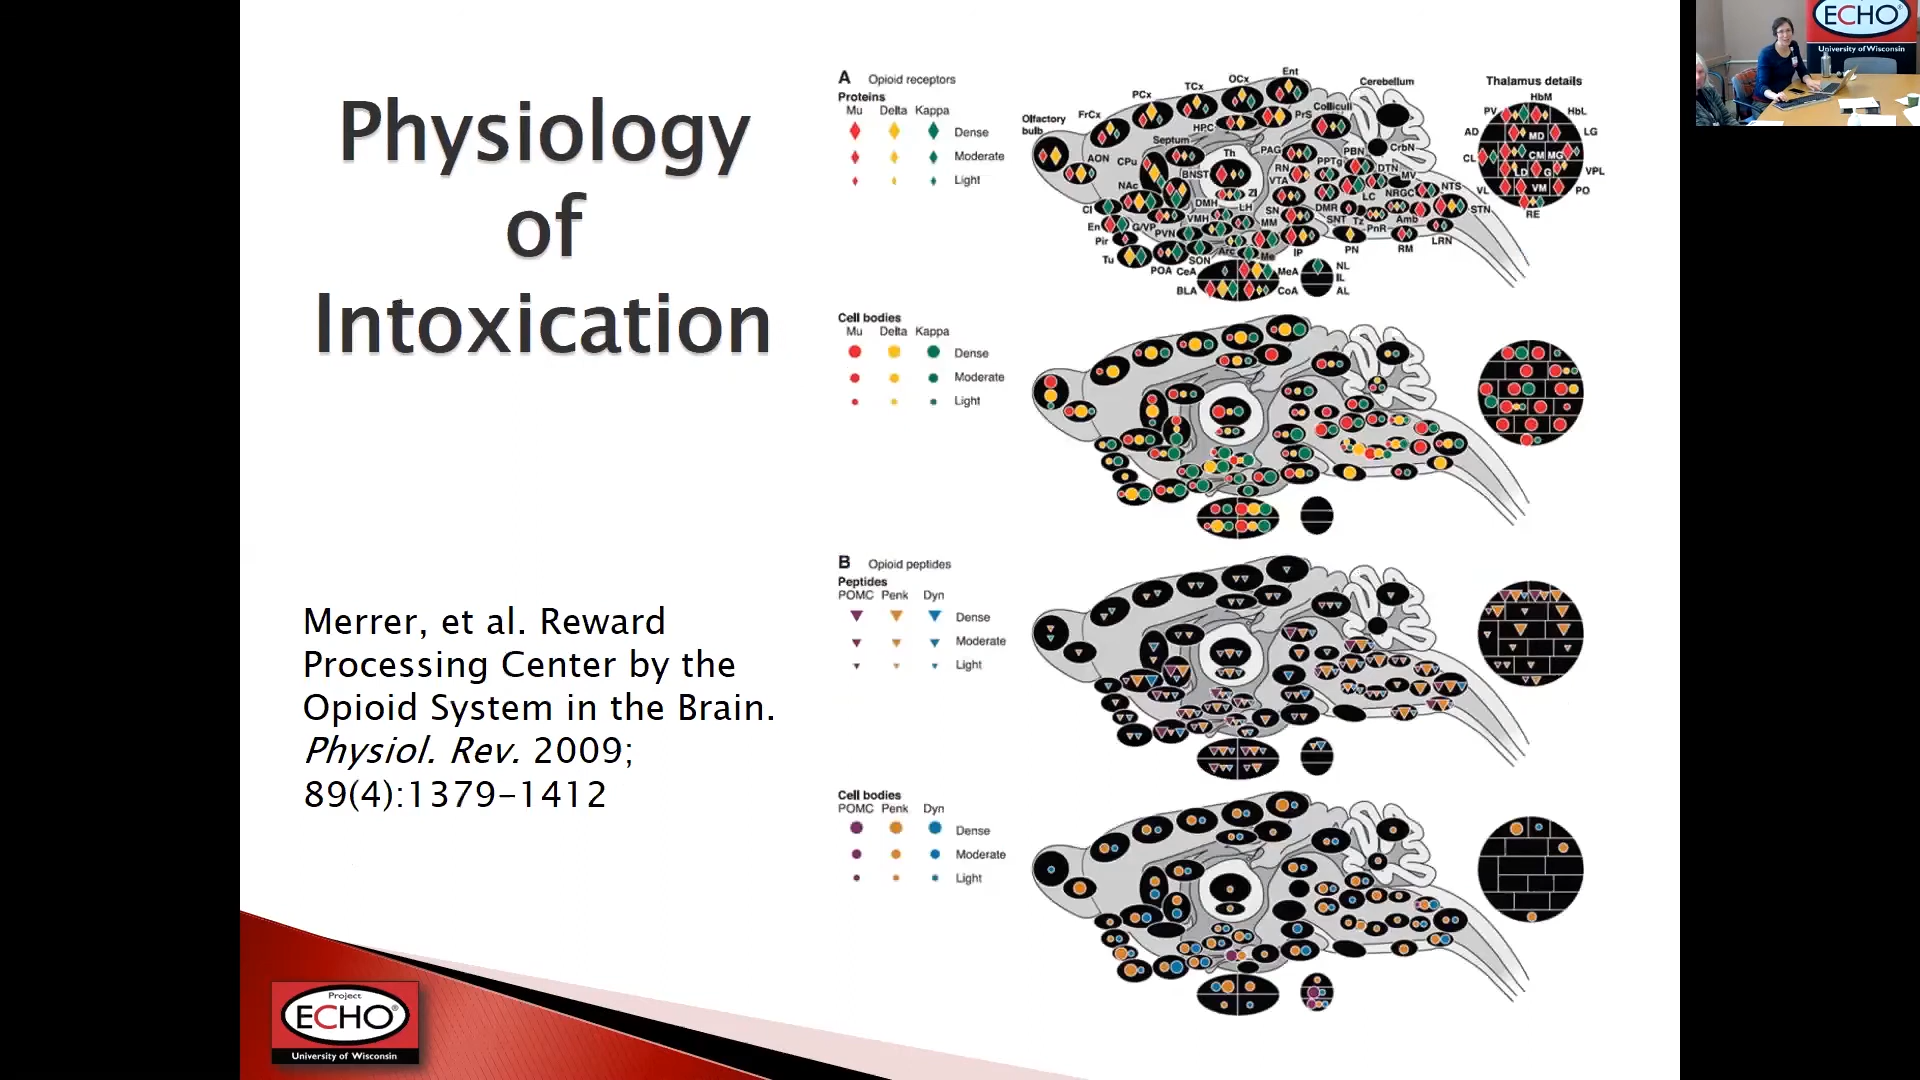 Physiology
of
Intoxication
Merrer, et al. Reward
Processing Center by the
Opioid System in the Brain.
Physiol. Rev. 2009;
89(4):1379-1412
Project
ECHO®
University of Wisconsin
A Opioid receptors
Proteins
Mu Delta Kappa
Dense
Moderate
Light
Olfactory
bulb
FrCx
PCx
TCx
OCx
Ent
Cerebellum
Colliculi
HPC
PrS
Septum
AON
CPu
Th
PAG
PBN
CrbN
BNST
RN
PPTg
DTN
MV
NAc
ZI
VTA
LC
NRGC
NTS
Cl
DMH
LH
SN
DMR
STN
En
G/VP
VMH
MM
SNT
Tz
Amb
Pir
PVN
PnR
LRN
Tu
Arc
Me
IP
PN
RM
SON
POA
CeA
MeA
NL
IL
BLA
CoA
AL
Thalamus details
HbM
PV
HbL
AD
MD
LG
CL
CM
MG
LD
G
VPL
VL
VM
PO
RE
Cell bodies
Mu Delta Kappa
Dense
Moderate
Light
B Opioid peptides
Peptides
POMC Penk Dyn
Dense
Moderate
Light
Cell bodies
POMC Penk Dyn
Dense
Moderate
Light
ECHO®
University of Wisconsin